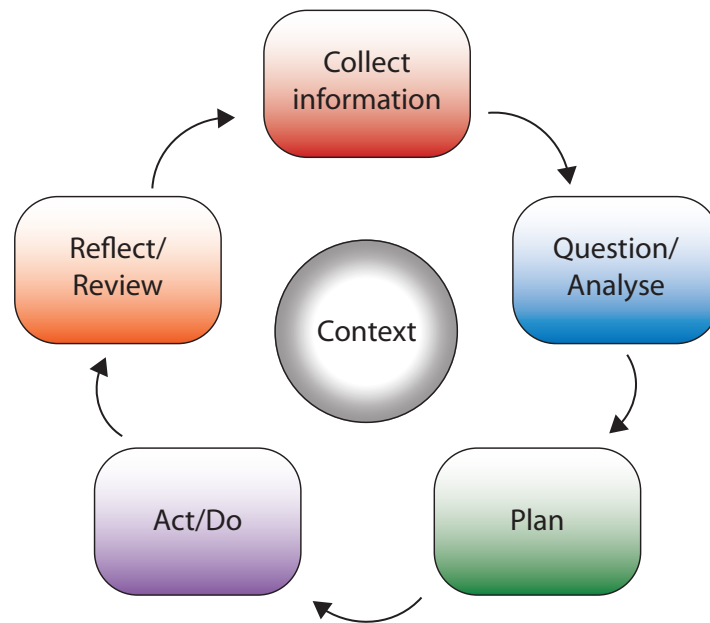 Collect
information
Question/
Analyse
Plan
Act/Do
Reflect/
Review
Context